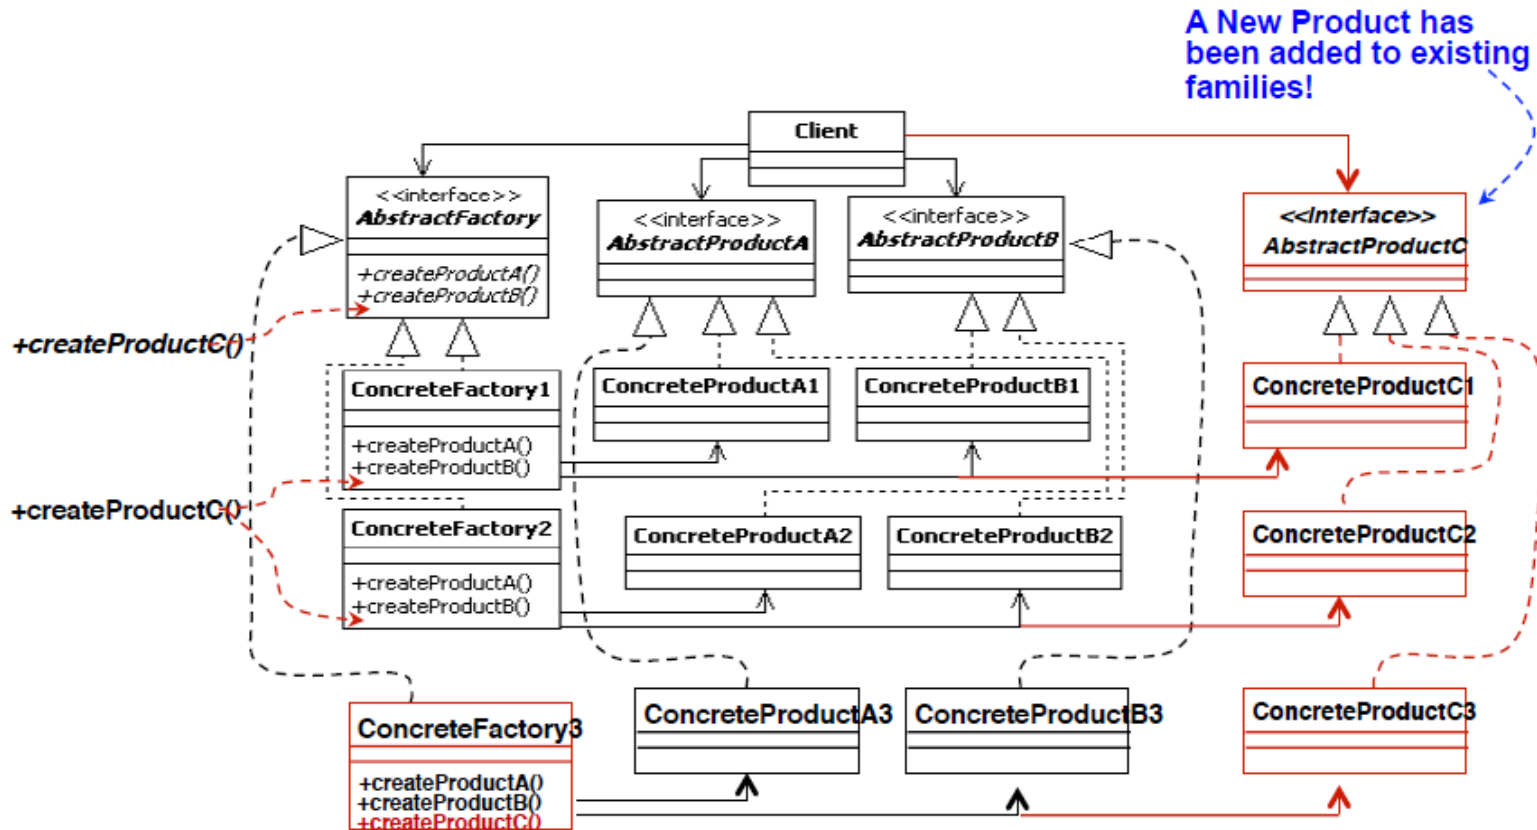 A New Product has
been added to existing
families!
Client
<<interface>>
AbstractFactory
+createProductA()
+createProductB()
<<interface>>
AbstractProductA
<<interface>>
AbstractProductB
<<Interface>>
AbstractProductC
+createProductC()
ConcreteFactory1
+createProductA()
+createProductB()
ConcreteProductA1
ConcreteProductB1
ConcreteProductC1
+createProductC()
ConcreteFactory2
+createProductA()
+createProductB()
ConcreteProductA2
ConcreteProductB2
ConcreteProductC2
ConcreteFactory3
+createProductA()
+createProductB()
+createProductC()
ConcreteProductA3
ConcreteProductB3
ConcreteProductC3